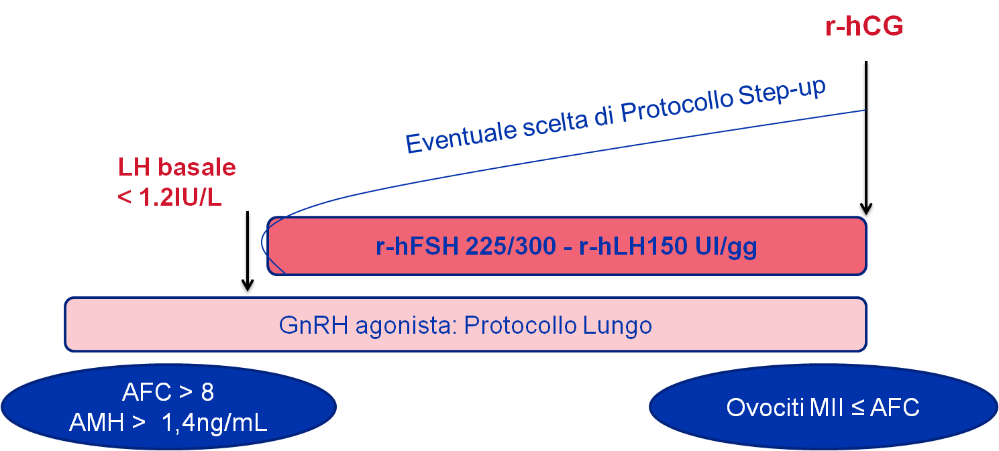 r-hCG
Eventuale scelta di Protocollo Step-up
LH basale
< 1.2IU/L
r-hFSH 225/300 - r-hLH150 UI/gg
GnRH agonista: Protocollo Lungo
AFC > 8
AMH >  1,4ng/mL
Ovociti MII ≤ AFC